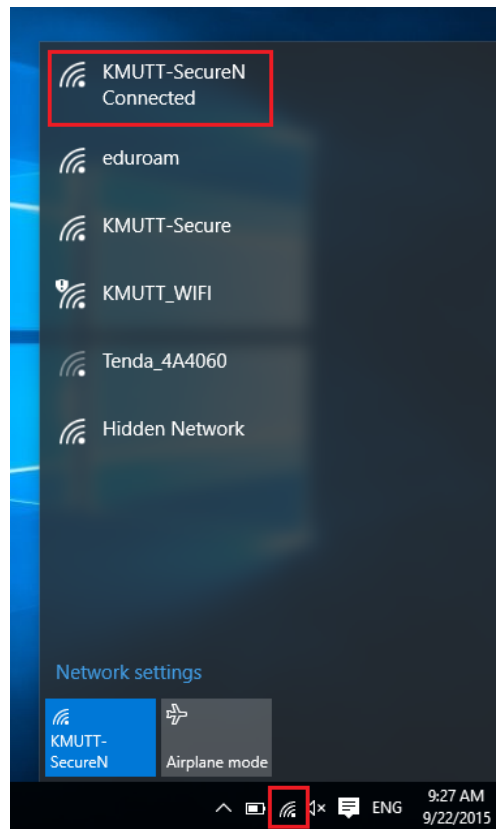 KMUTT-SecureN
Connected
eduroam
KMUTT-Secure
KMUTT_WIFI
Tenda_4A4060
Hidden Network
Network settings
KMUTT-
SecureN
Airplane mode
ENG
9:27 AM
9/22/2015